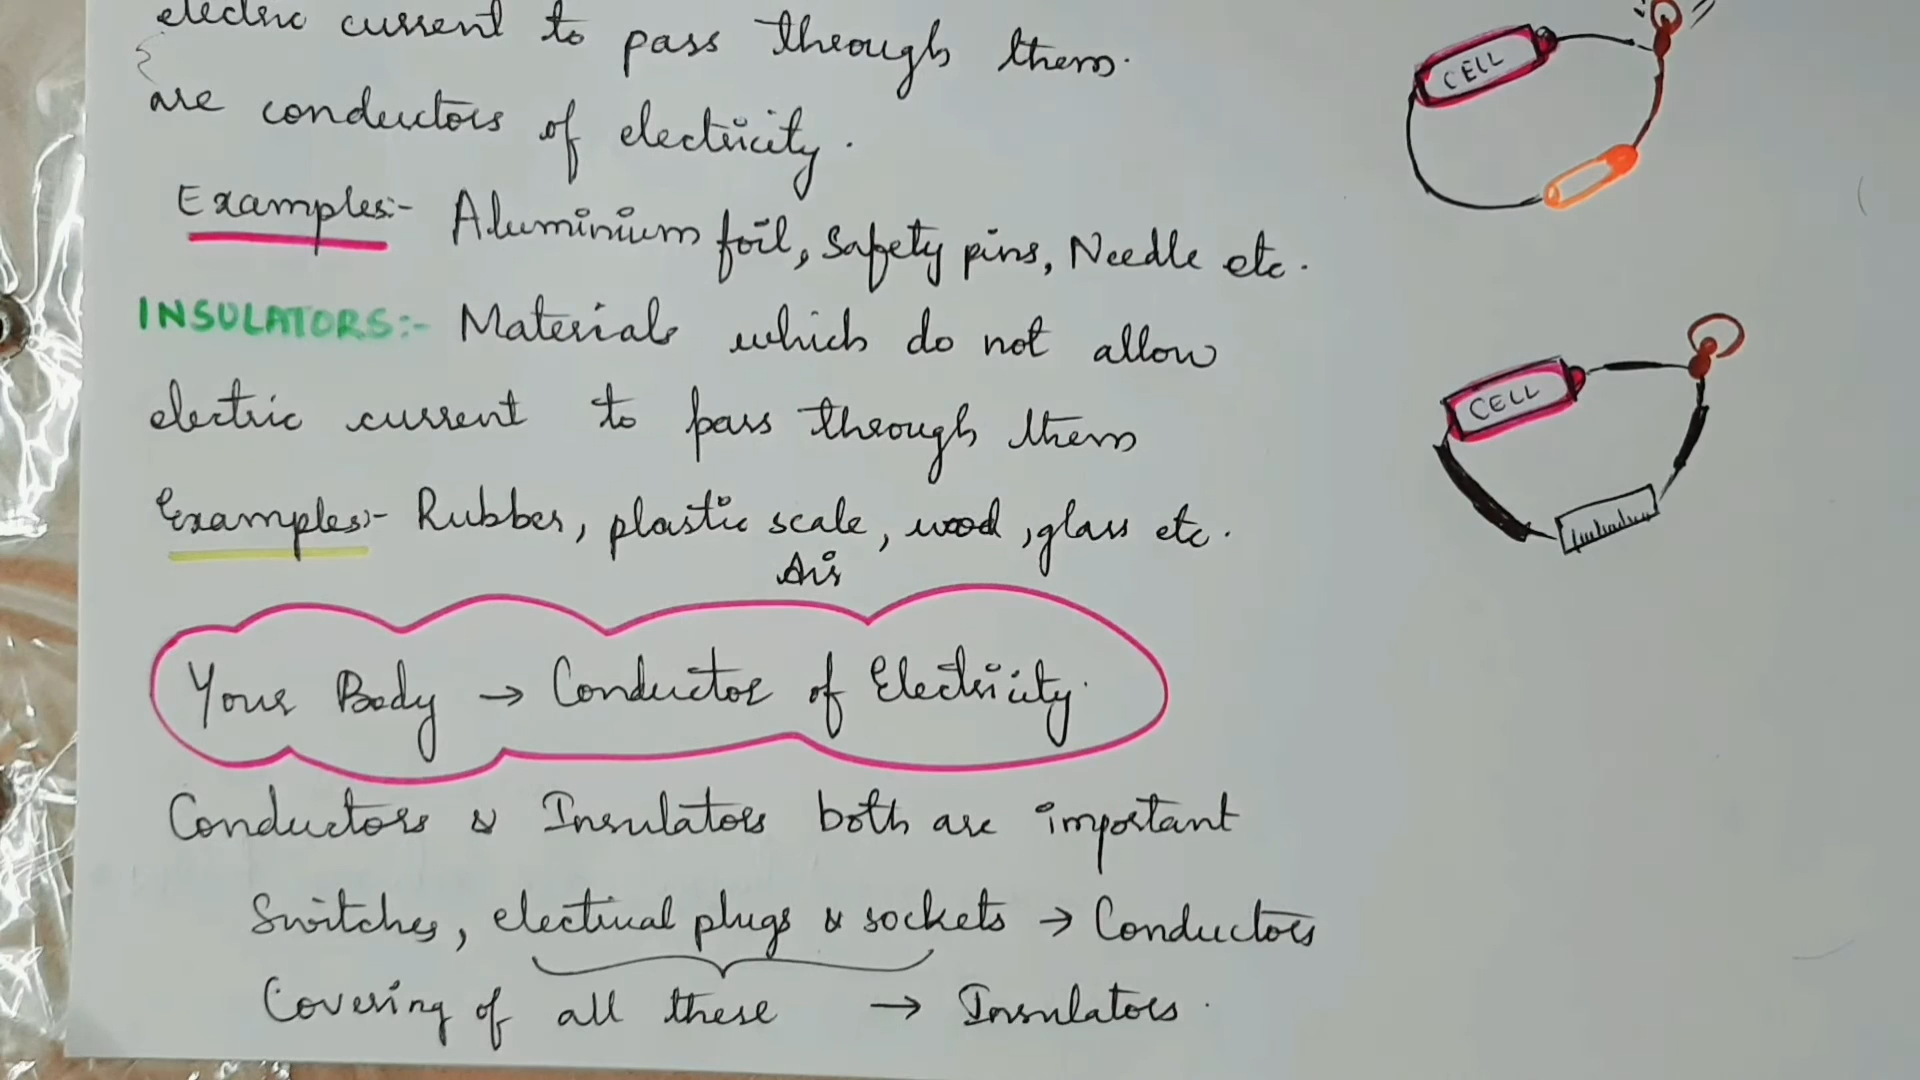 electric current to pass through them.
are conductors of electricity.
Examples:- Aluminium foil, Safety pins, Needle etc.
INSULATORS:- Materials which do not allow
electric current to pass through them
Examples:- Rubber, plastic scale, wood, glass etc.
Air
Your Body → Conductor of Electricity.
Conductors & Insulators both are important
Switches, electrical plugs & sockets → Conductors
Covering of all these → Insulators.
CELL
CELL